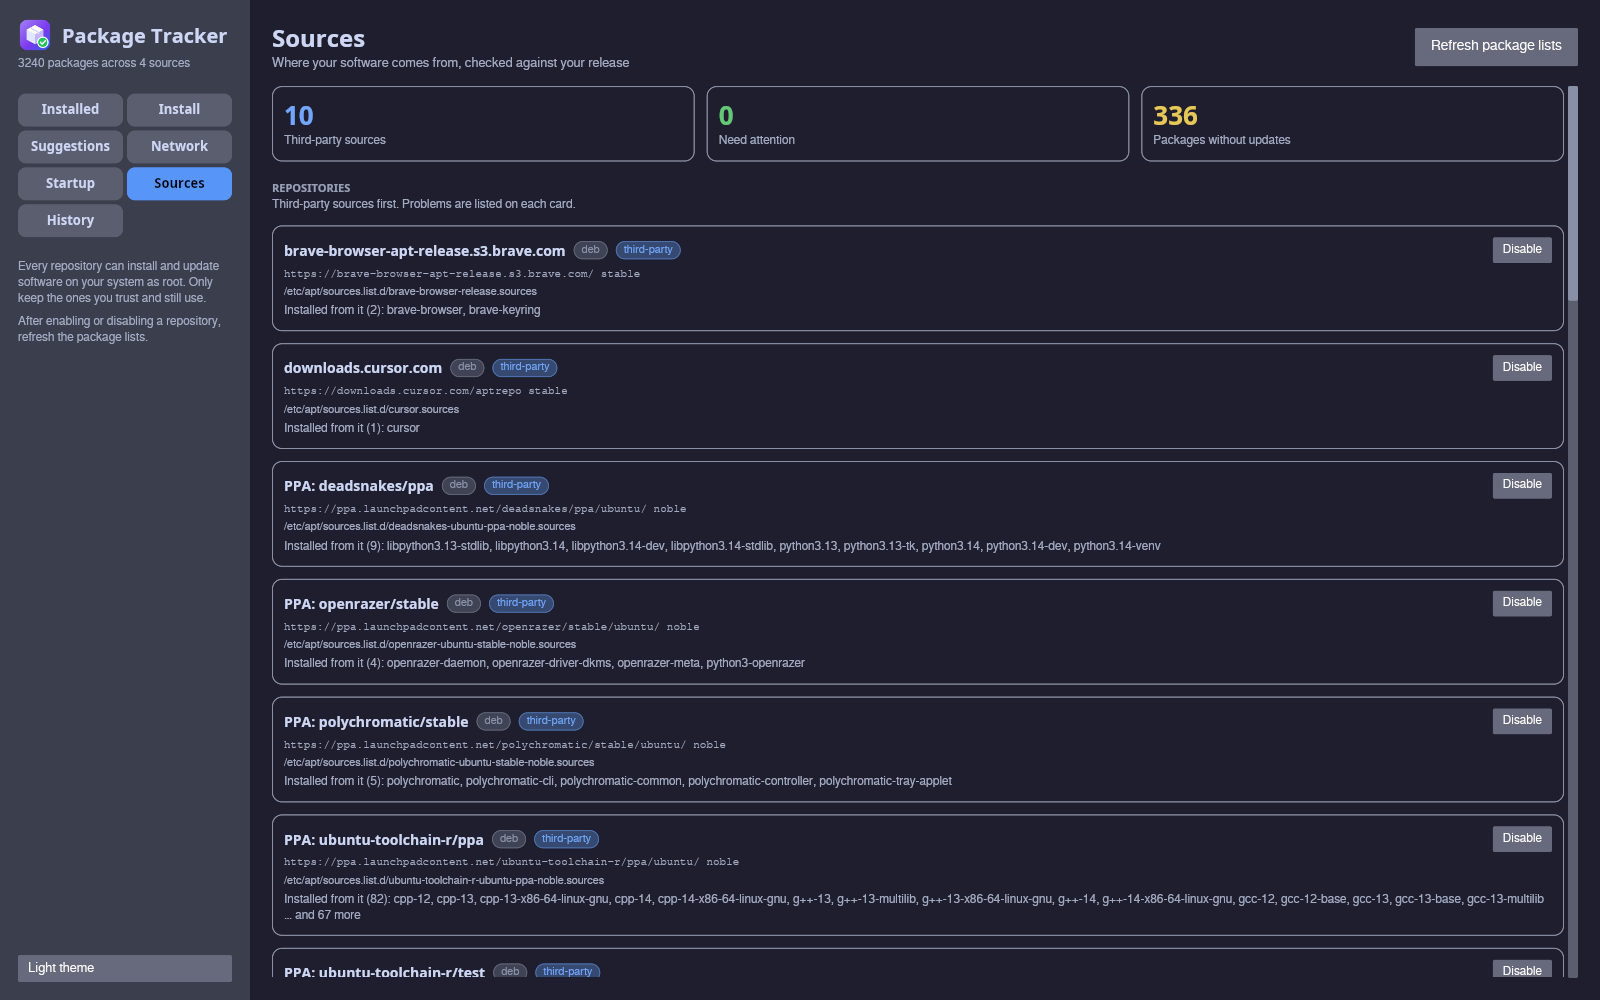 Package Tracker
3240 packages across 4 sources
Installed
Install
Suggestions
Network
Startup
Sources
History
Every repository can install and update
software on your system as root. Only
keep the ones you trust and still use.
After enabling or disabling a repository,
refresh the package lists.
Light theme
Sources
Where your software comes from, checked against your release
Refresh package lists
10
Third-party sources
0
Need attention
336
Packages without updates
REPOSITORIES
Third-party sources first. Problems are listed on each card.
brave-browser-apt-release.s3.brave.com deb third-party Disable
https://brave-browser-apt-release.s3.brave.com/ stable
/etc/apt/sources.list.d/brave-browser-release.sources
Installed from it (2): brave-browser, brave-keyring
downloads.cursor.com deb third-party Disable
https://downloads.cursor.com/aptrepo stable
/etc/apt/sources.list.d/cursor.sources
Installed from it (1): cursor
PPA: deadsnakes/ppa deb third-party Disable
https://ppa.launchpadcontent.net/deadsnakes/ppa/ubuntu/ noble
/etc/apt/sources.list.d/deadsnakes-ubuntu-ppa-noble.sources
Installed from it (9): libpython3.13-stdlib, libpython3.14, libpython3.14-dev, libpython3.14-stdlib, python3.13, python3.13-tk, python3.14, python3.14-dev, python3.14-venv
PPA: openrazer/stable deb third-party Disable
https://ppa.launchpadcontent.net/openrazer/stable/ubuntu/ noble
/etc/apt/sources.list.d/openrazer-ubuntu-stable-noble.sources
Installed from it (4): openrazer-daemon, openrazer-driver-dkms, openrazer-meta, python3-openrazer
PPA: polychromatic/stable deb third-party Disable
https://ppa.launchpadcontent.net/polychromatic/stable/ubuntu/ noble
/etc/apt/sources.list.d/polychromatic-ubuntu-stable-noble.sources
Installed from it (5): polychromatic, polychromatic-cli, polychromatic-common, polychromatic-controller, polychromatic-tray-applet
PPA: ubuntu-toolchain-r/ppa deb third-party Disable
https://ppa.launchpadcontent.net/ubuntu-toolchain-r/ppa/ubuntu/ noble
/etc/apt/sources.list.d/ubuntu-toolchain-r-ubuntu-ppa-noble.sources
Installed from it (82): cpp-12, cpp-13, cpp-13-x86-64-linux-gnu, cpp-14, cpp-14-x86-64-linux-gnu, g++-13, g++-13-multilib, g++-13-x86-64-linux-gnu, g++-14, g++-14-x86-64-linux-gnu, gcc-12, gcc-12-base, gcc-13, gcc-13-base, gcc-13-multilib
... and 67 more
PPA: ubuntu-toolchain-r/test deb third-party Disable